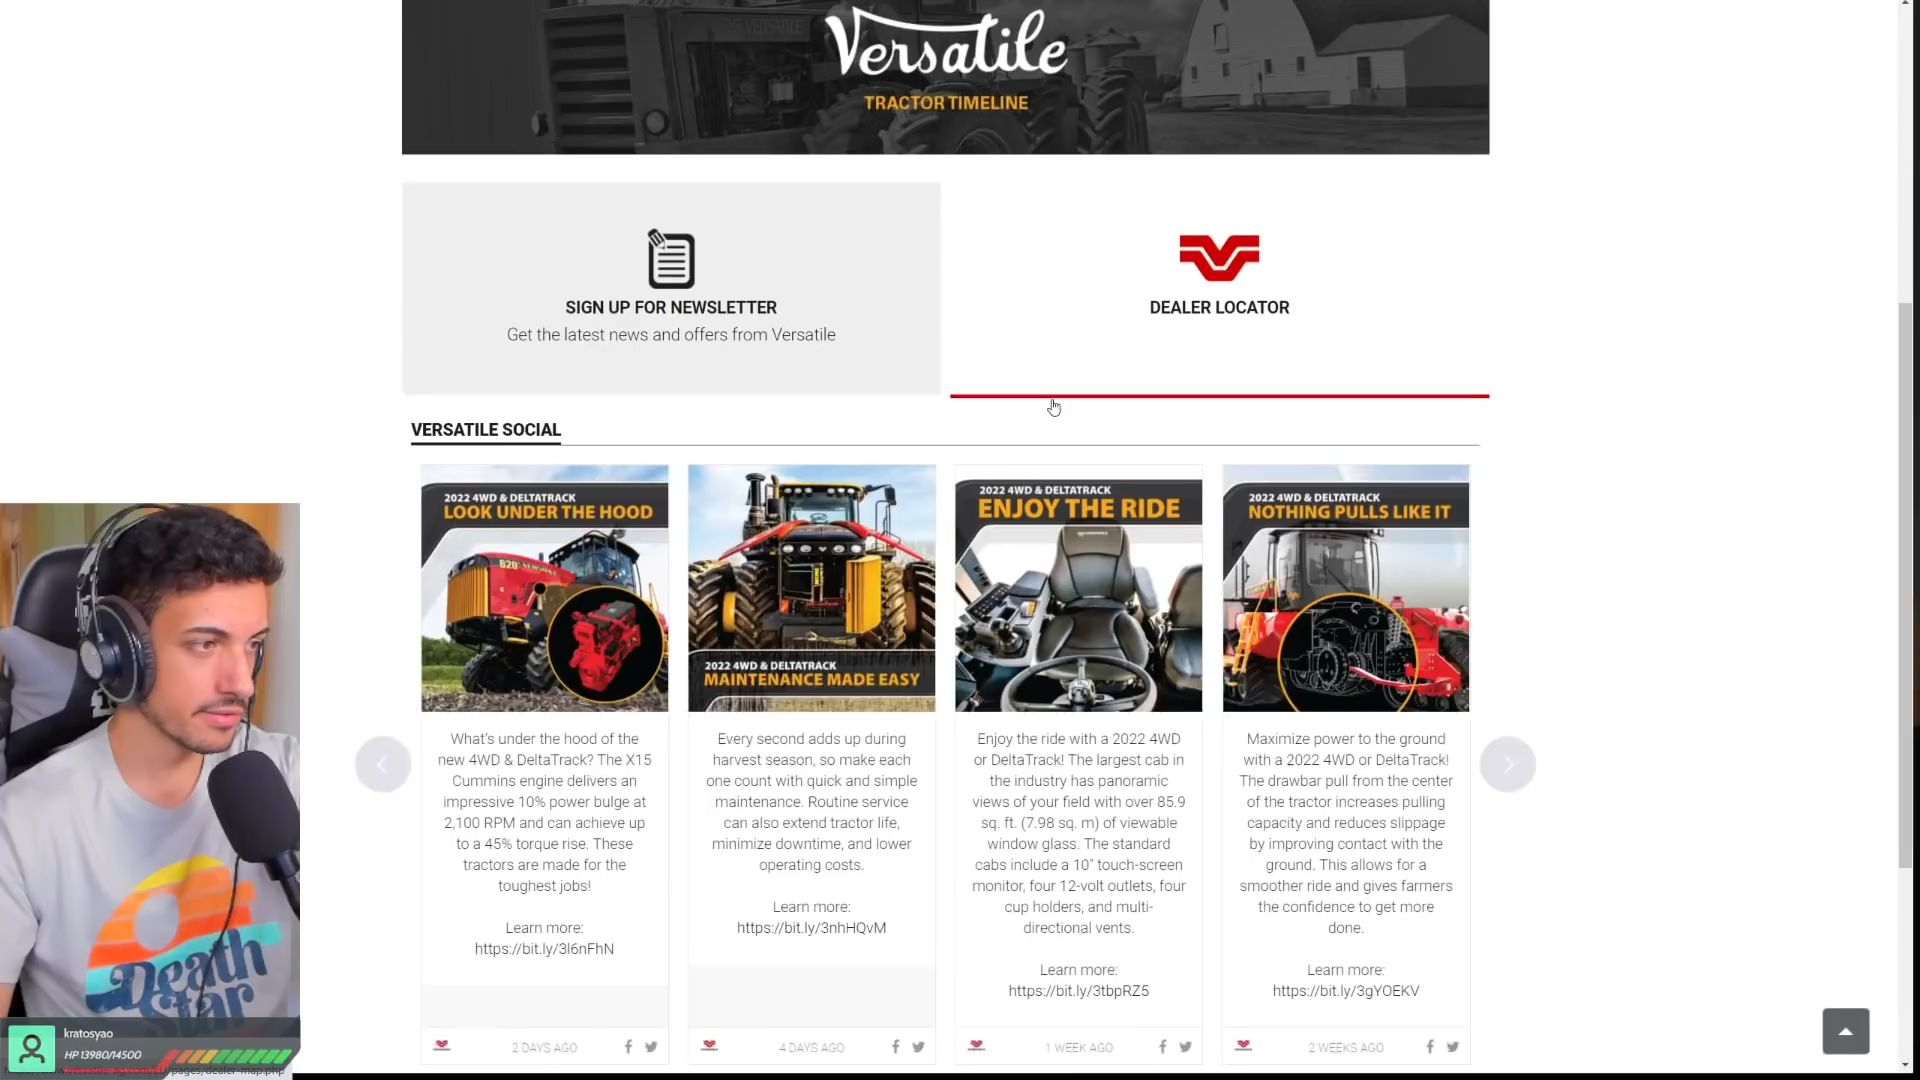 Versatile
TRACTOR TIMELINE
SIGN UP FOR NEWSLETTER
Get the latest news and offers from Versatile
DEALER LOCATOR
VERSATILE SOCIAL
2022 4WD & DELTATRACK
LOOK UNDER THE HOOD
620
What's under the hood of the
new 4WD & DeltaTrack? The X15
Cummins engine delivers an
impressive 10% power bulge at
2,100 RPM and can achieve up
to a 45% torque rise. These
tractors are made for the
toughest jobs!
Learn more:
https://bit.ly/3l6nFhN
2 DAYS AGO
2022 4WD & DELTATRACK
MAINTENANCE MADE EASY
Every second adds up during
harvest season, so make each
one count with quick and simple
maintenance. Routine service
can also extend tractor life,
minimize downtime, and lower
operating costs.
Learn more:
https://bit.ly/3nhHQvM
4 DAYS AGO
2022 4WD & DELTATRACK
ENJOY THE RIDE
Enjoy the ride with a 2022 4WD
or DeltaTrack! The largest cab in
the industry has panoramic
views of your field with over 85.9
sq. ft. (7.98 sq. m) of viewable
window glass. The standard
cabs include a 10" touch-screen
monitor, four 12-volt outlets, four
cup holders, and multi-
directional vents.
Learn more:
https://bit.ly/3tbpRZ5
1 WEEK AGO
2022 4WD & DELTATRACK
NOTHING PULLS LIKE IT
Maximize power to the ground
with a 2022 4WD or DeltaTrack!
The drawbar pull from the center
of the tractor increases pulling
capacity and reduces slippage
by improving contact with the
ground. This allows for a
smoother ride and gives farmers
the confidence to get more
done.
Learn more:
https://bit.ly/3gYOEKV
2 WEEKS AGO
Death
Star
kratosyao
HP 13980/14500